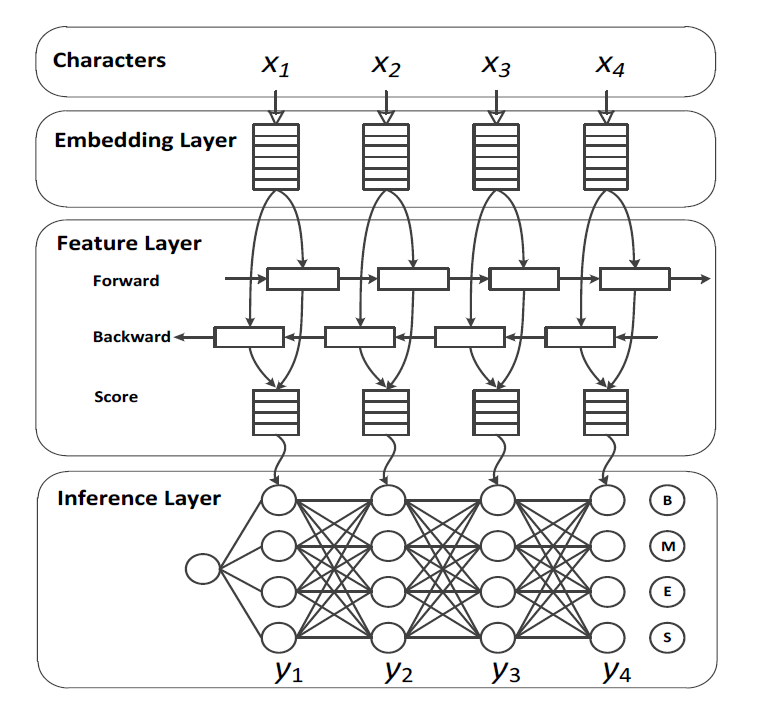 Characters
x1 x2 x3 x4
Embedding Layer
Feature Layer
Forward
Backward
Score
Inference Layer
B
M
E
S
y1 y2 y3 y4